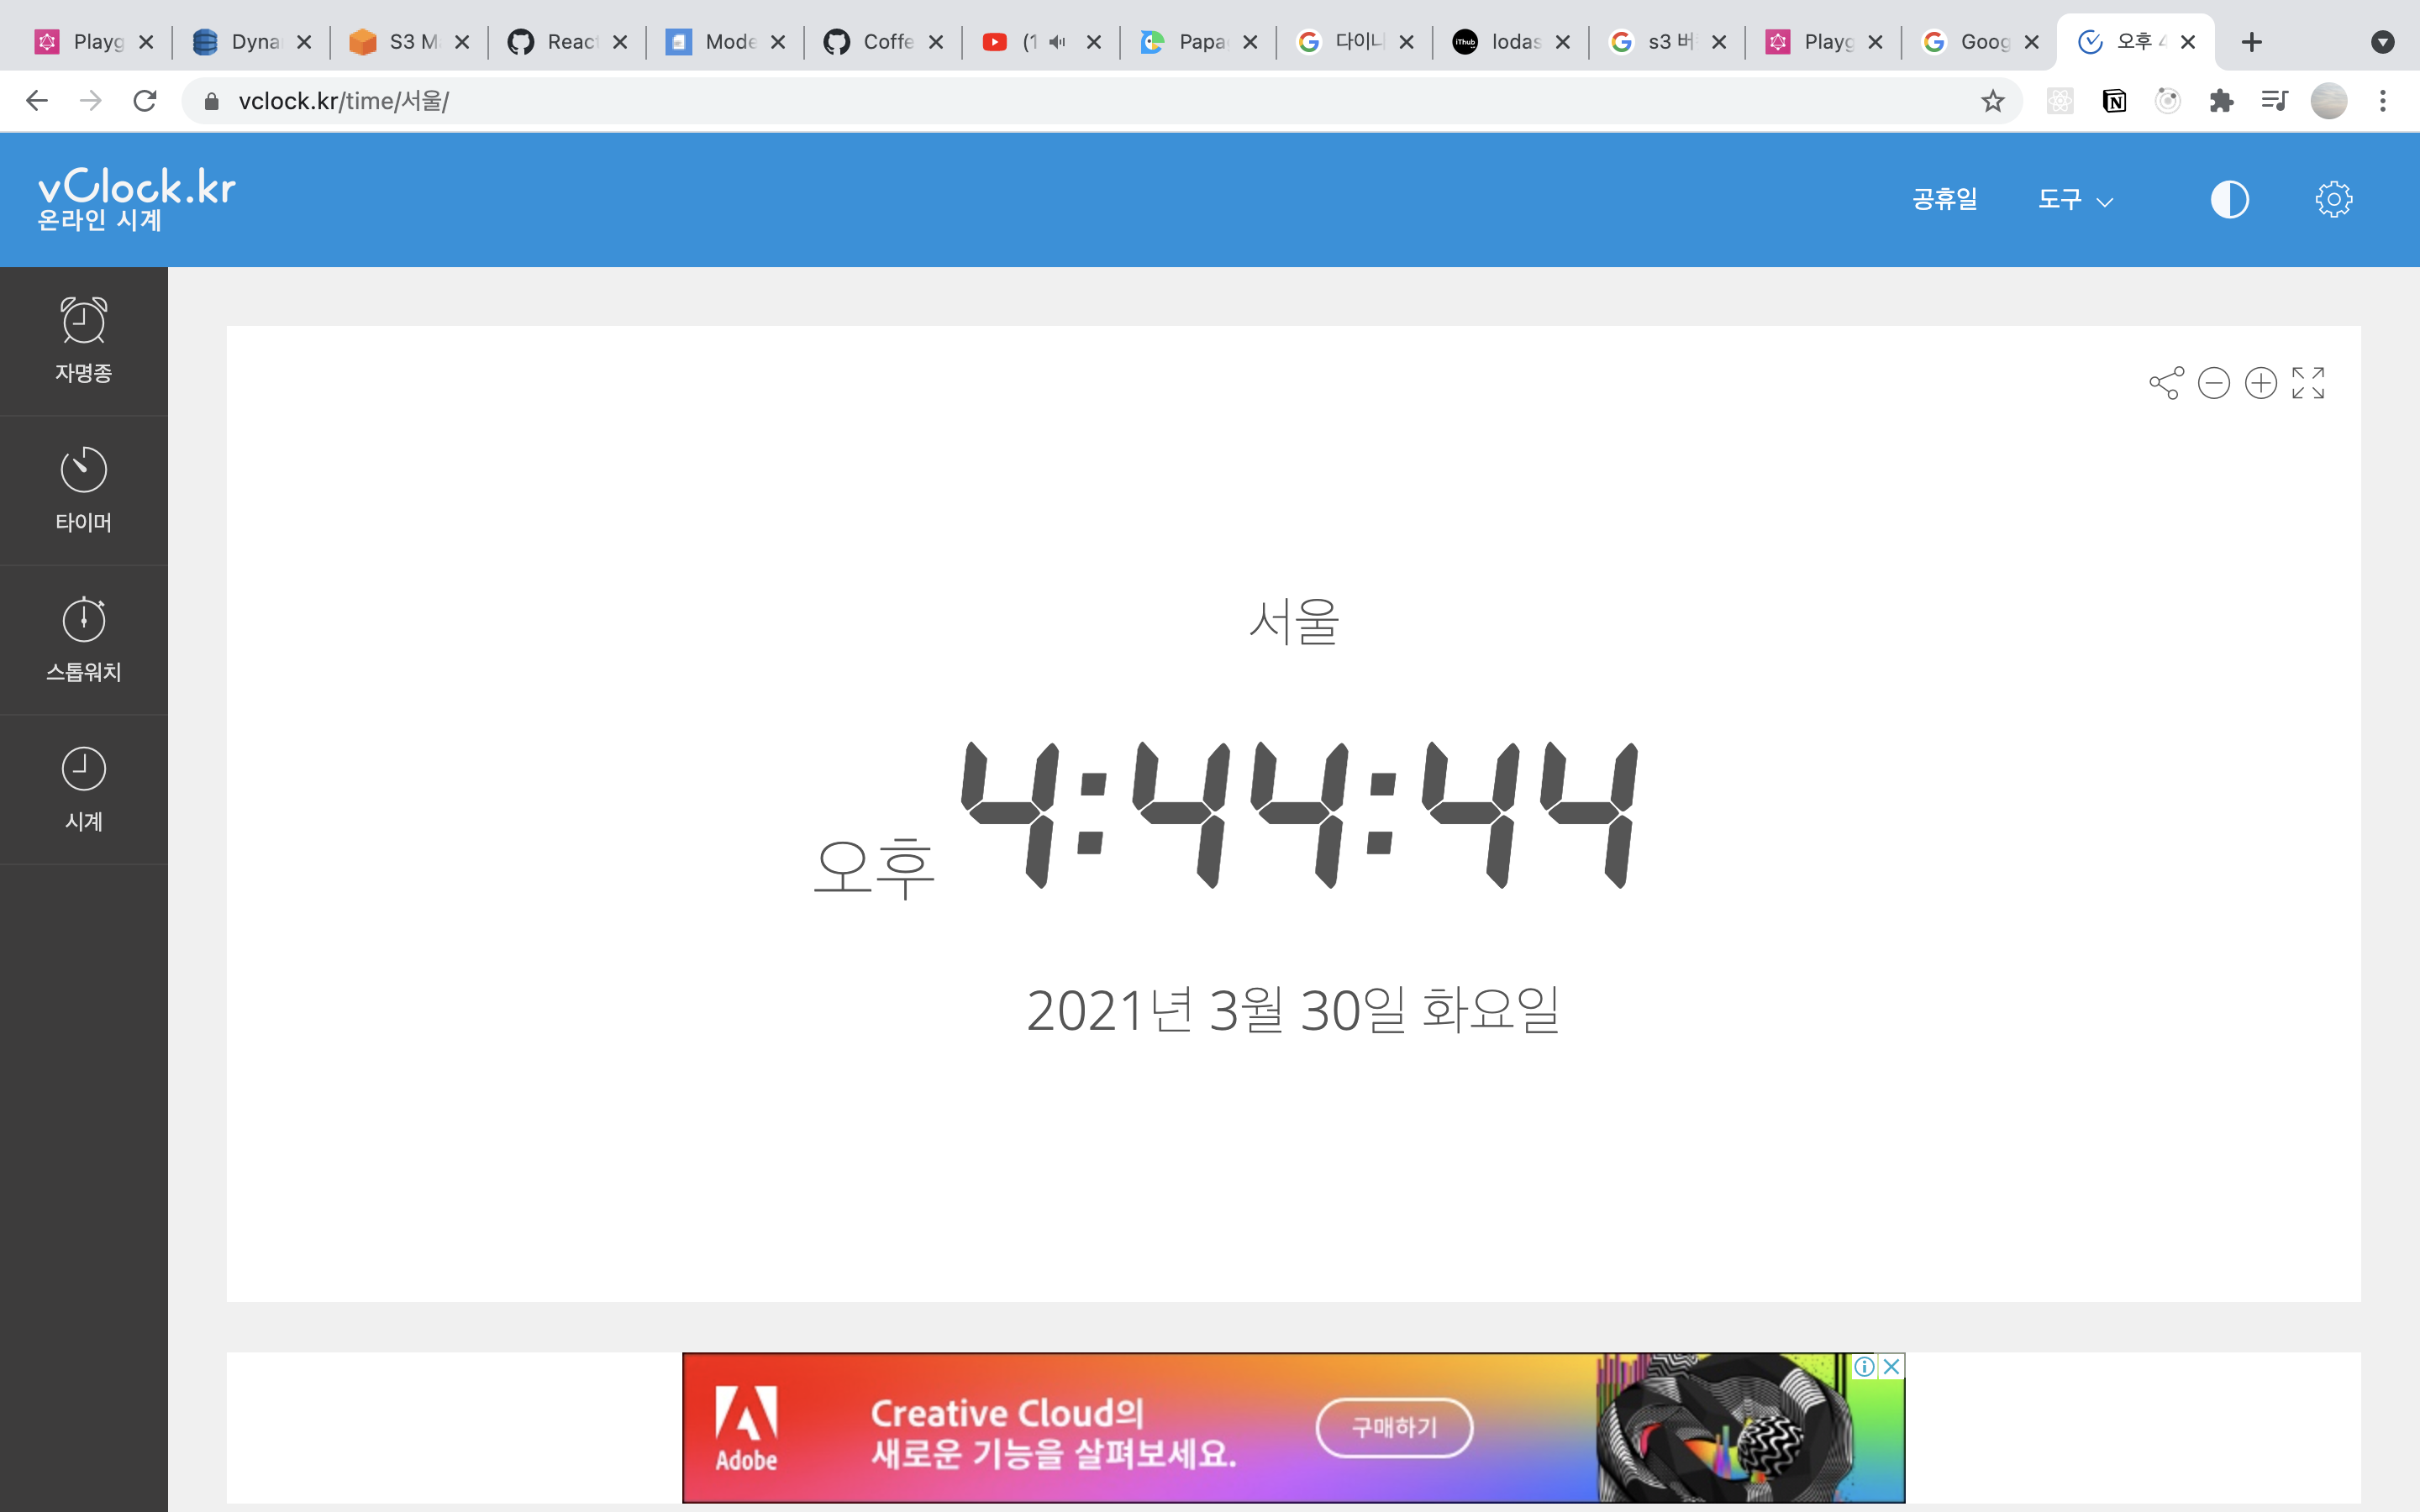 Playg
Dyna
S3 M
Reac
Mode
Coffe
(1
Papa
다이나
lodas
s3 버
Playg
Goog
오후 4
vclock.kr/time/서울/
vClock.kr
온라인 시계
공휴일
도구
자명종
타이머
스톱워치
시계
서울
오후 4:44:44
2021년 3월 30일 화요일
Adobe
Creative Cloud의
새로운 기능을 살펴보세요.
구매하기